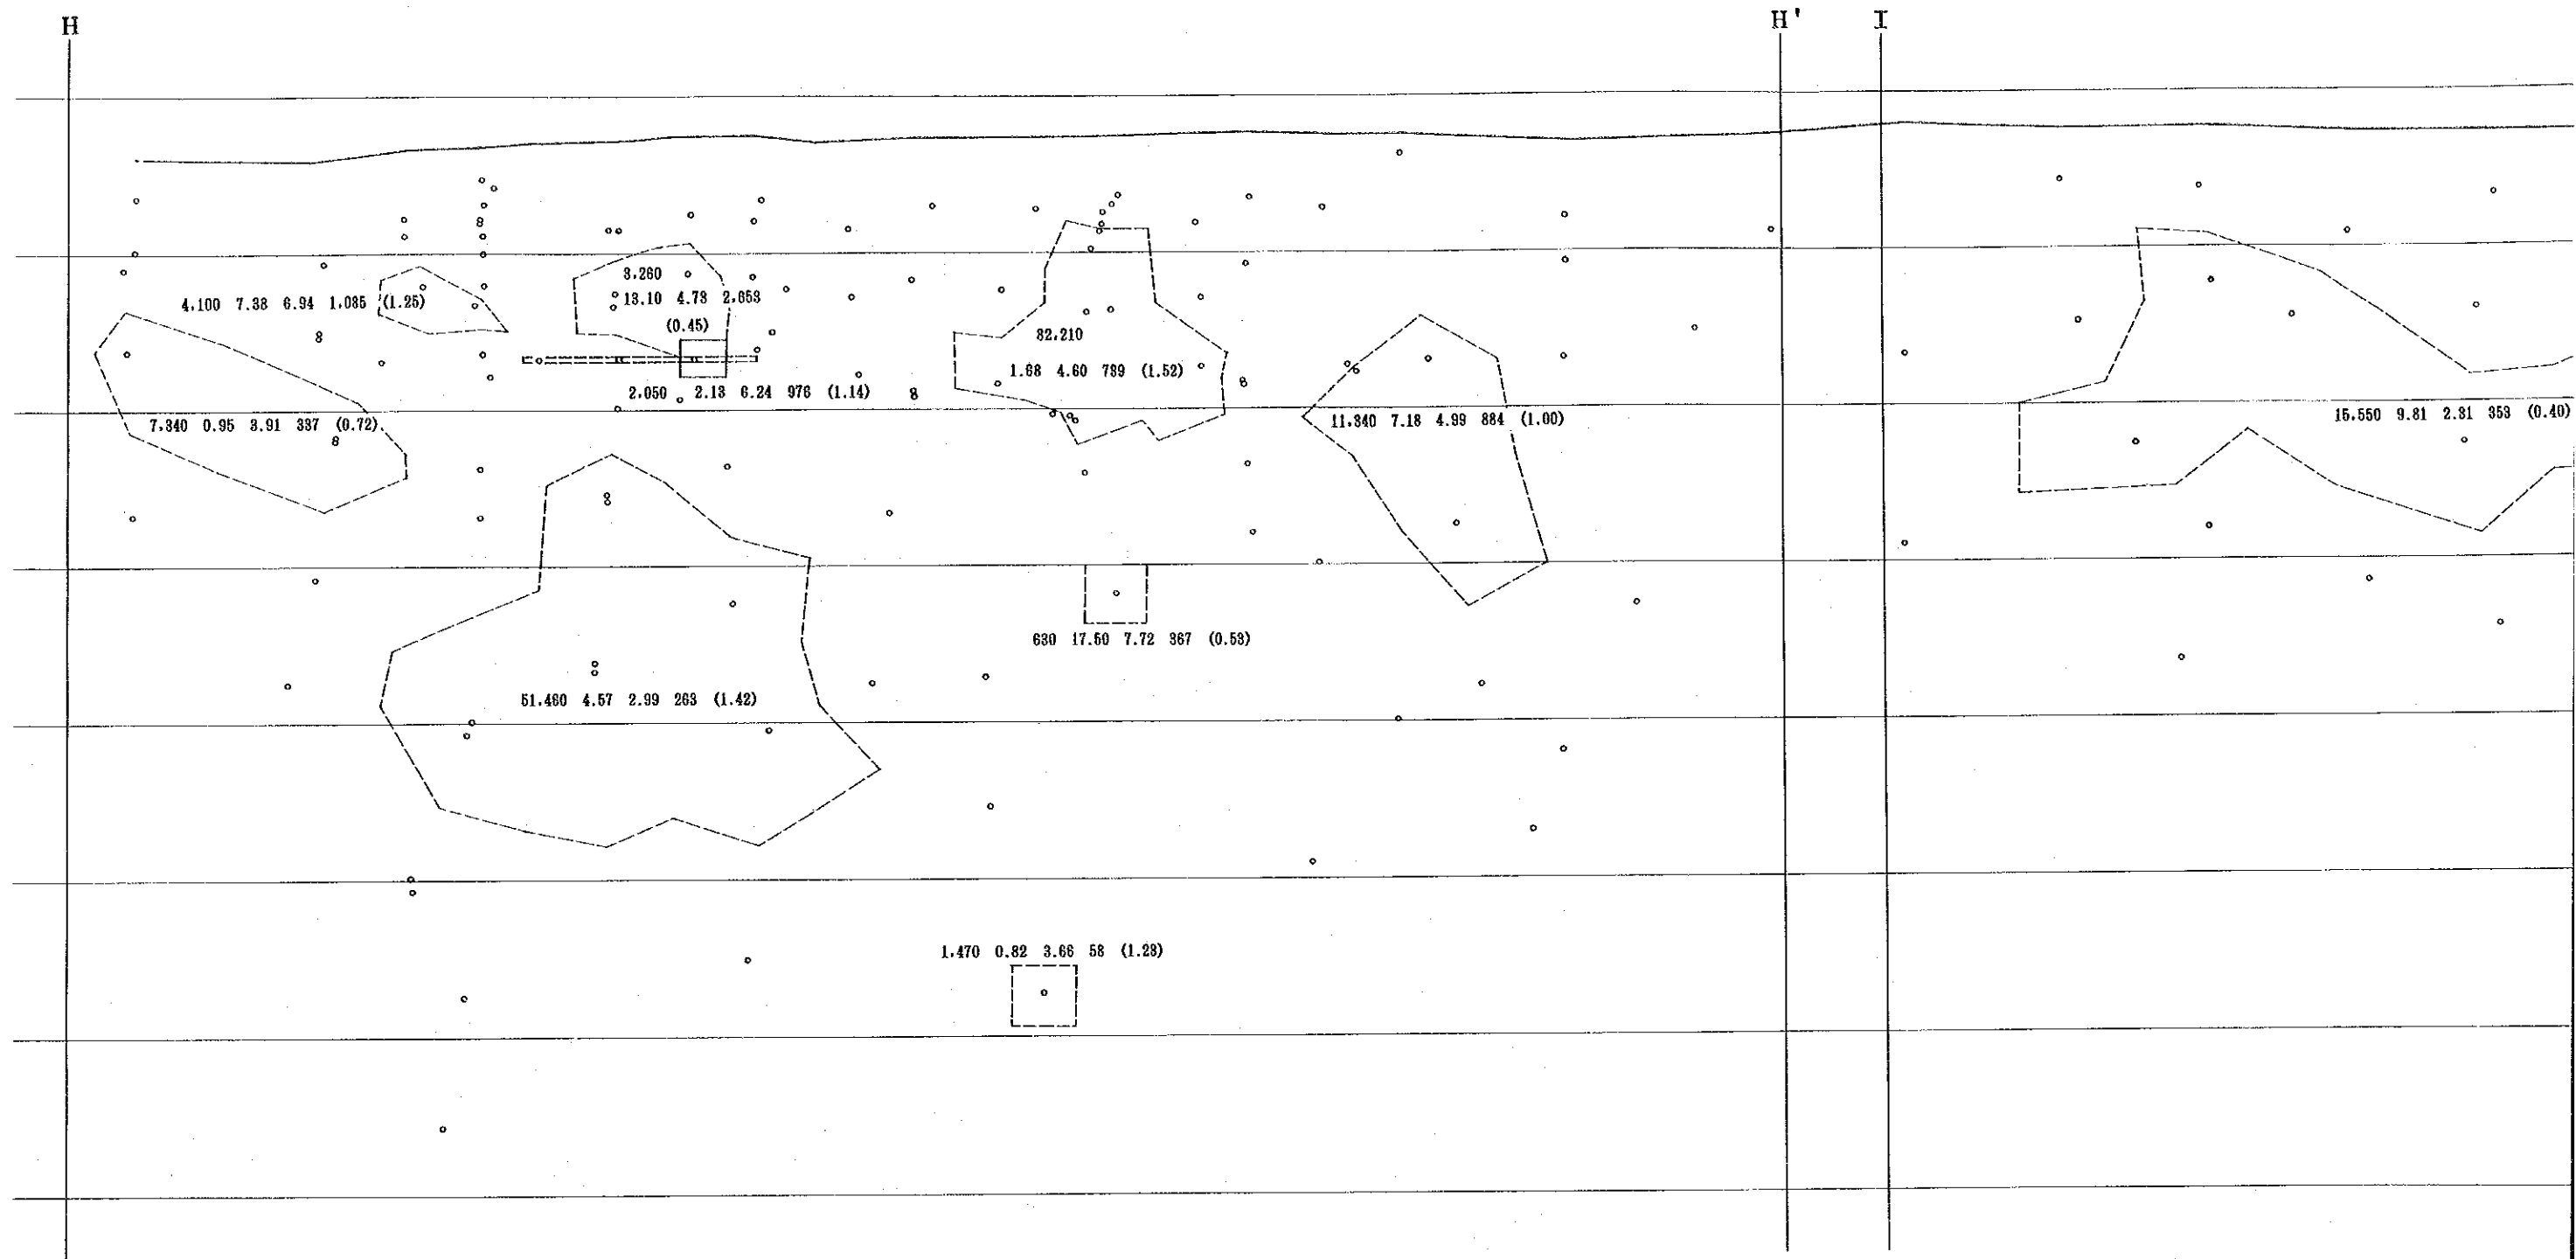 H
H'
I
3.260
4.100 7.38 6.94 1.085 (1.25)
13.10 4.73 2.653
(0.45)
32.210
1.68 4.60 789 (1.52)
2.050 2.13 6.24 976 (1.14)
7.340 0.95 3.91 337 (0.72)
11.340 7.18 4.99 884 (1.00)
15.550 9.81 2.31 353 (0.40)
630 17.50 7.72 367 (0.53)
51.460 4.57 2.99 263 (1.42)
1.470 0.82 3.66 58 (1.23)